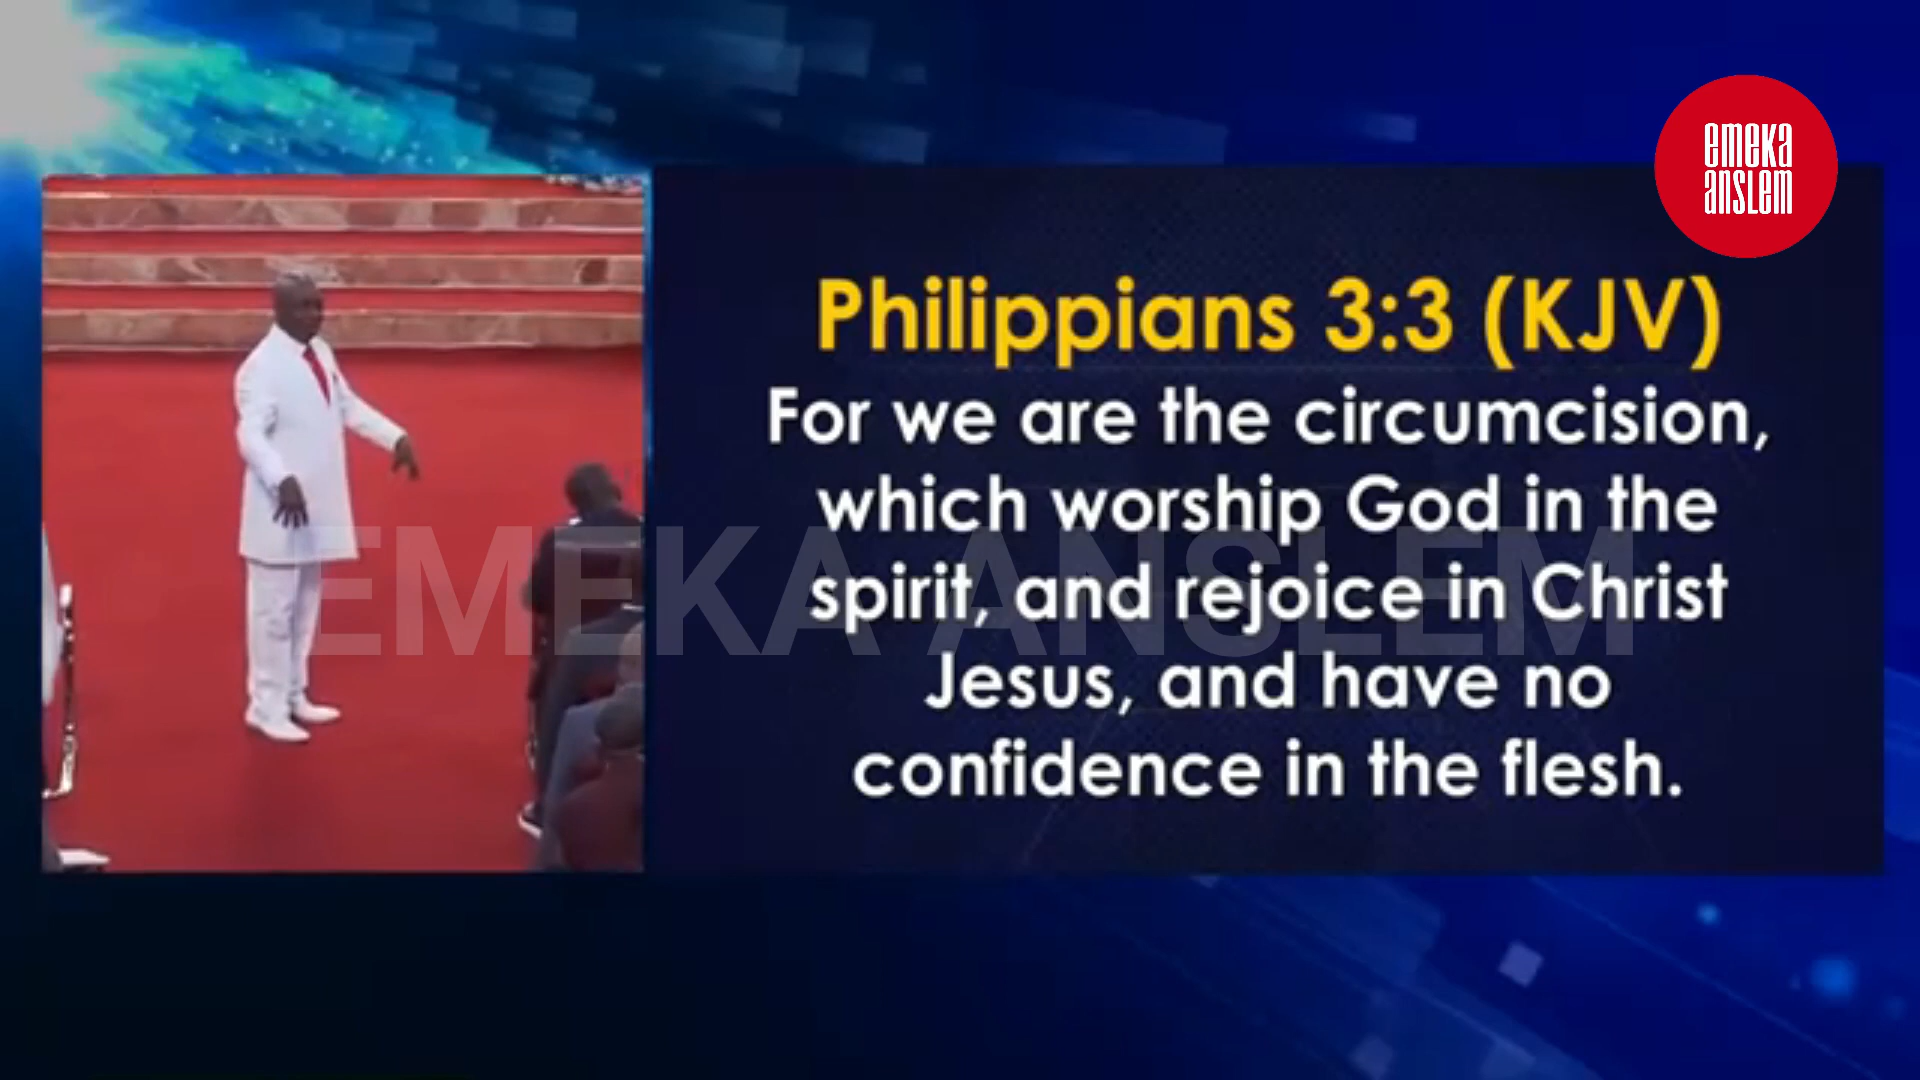 emeka
anslem
Philippians 3:3 (KJV)
For we are the circumcision,
which worship God in the
spirit, and rejoice in Christ
Jesus, and have no
confidence in the flesh.
EMEKA ANSLEM